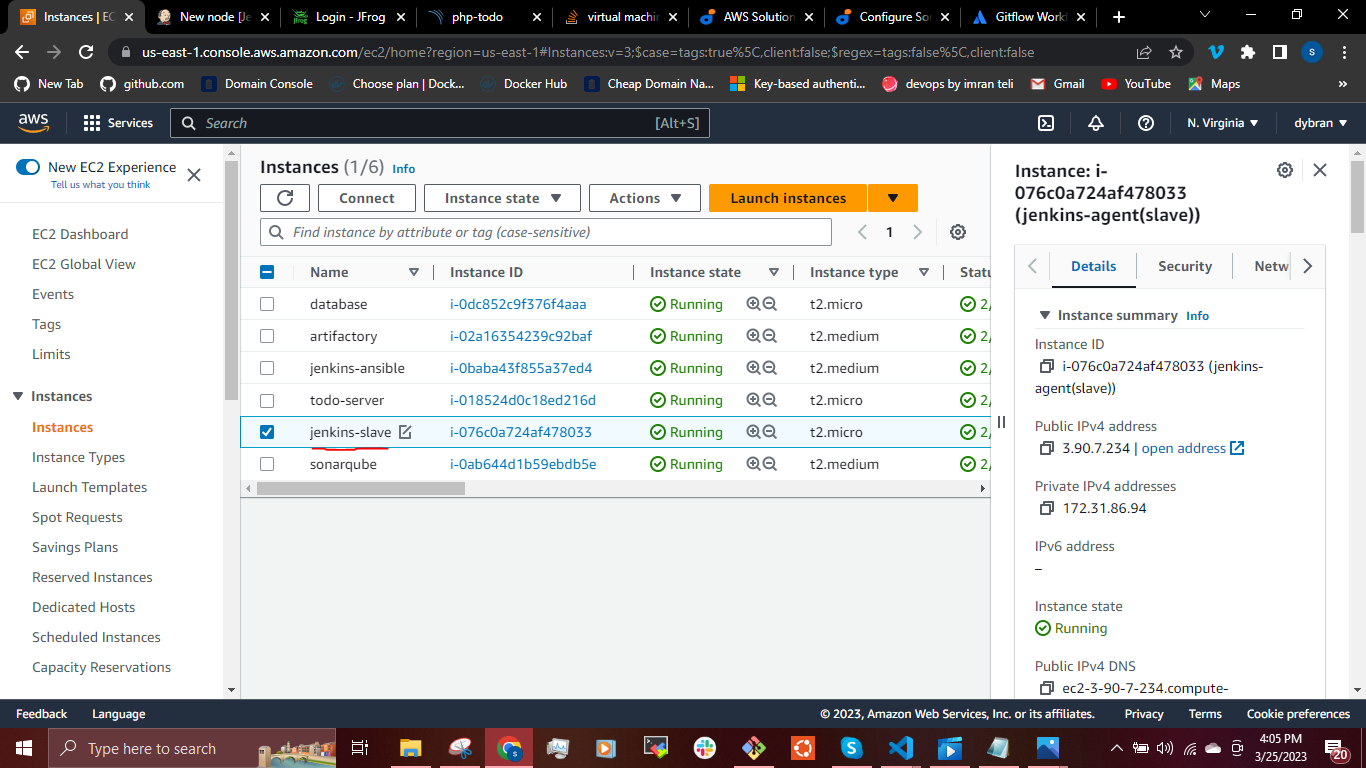 Instances | EC
New node [Je
Login - JFrog
php-todo
virtual machin
AWS Solution
Configure Son
Gitflow Workf
us-east-1.console.aws.amazon.com/ec2/home?region=us-east-1#Instances:v=3;$case=tags:true%5C,client:false;$regex=tags:false%5C,client:false
S
New Tab
github.com
Domain Console
Choose plan | Dock...
Docker Hub
Cheap Domain Na...
Key-based authenti...
devops by imran teli
Gmail
YouTube
Maps
»
aws
Services
Search
[Alt+S]
N. Virginia
dybran
New EC2 Experience
Tell us what you think
EC2 Dashboard
EC2 Global View
Events
Tags
Limits
Instances
Instances
Instance Types
Launch Templates
Spot Requests
Savings Plans
Reserved Instances
Dedicated Hosts
Scheduled Instances
Capacity Reservations
Instances (1/6) Info
Connect
Instance state
Actions
Launch instances
Find instance by attribute or tag (case-sensitive)
1
Name Instance ID Instance state Instance type Statu
database i-0dc852c9f376f4aaa Running t2.micro 2/
artifactory i-02a16354239c92baf Running t2.medium 2/
jenkins-ansible i-0baba43f855a37ed4 Running t2.medium 2/
todo-server i-018524d0c18ed216d Running t2.micro 2/
jenkins-slave i-076c0a724af478033 Running t2.micro 2/
sonarqube i-0ab644d1b59ebdb5e Running t2.medium 2/
Instance: i-
076c0a724af478033
(jenkins-agent(slave))
Details
Security
Netw
Instance summary Info
Instance ID
i-076c0a724af478033 (jenkins-
agent(slave))
Public IPv4 address
3.90.7.234 | open address
Private IPv4 addresses
172.31.86.94
IPv6 address
–
Instance state
Running
Public IPv4 DNS
ec2-3-90-7-234.compute-
Feedback
Language
© 2023, Amazon Web Services, Inc. or its affiliates.
Privacy
Terms
Cookie preferences
Type here to search
4:05 PM
3/25/2023
20